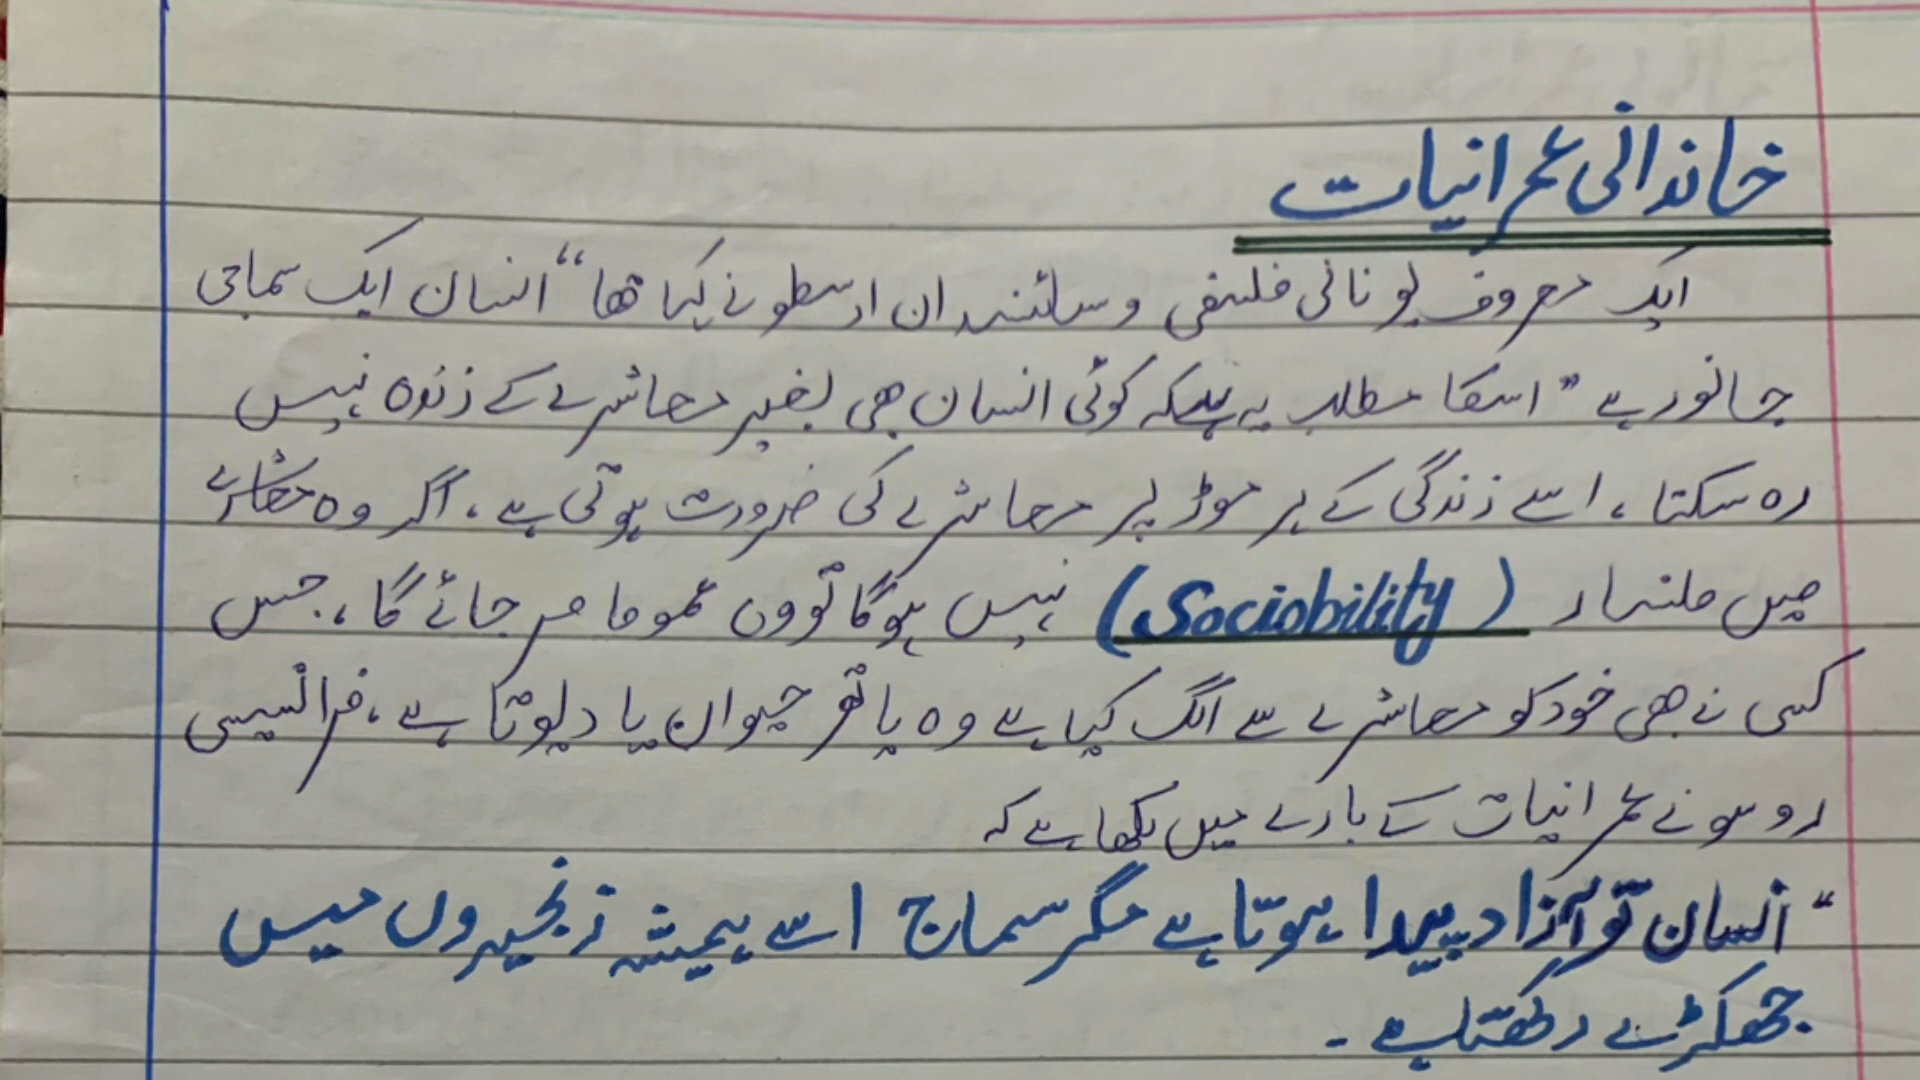 خاندانی عمرانیات
ایک معروف یونانی فلسفی و سائنسدان ارسطو نے کہا تھا “انسان ایک سماجی
جانور ہے” اسکا مطلب یہ ہیکہ کوئی انسان بھی بغیر معاشرے کے زندہ نہیں
رہ سکتا، اسے زندگی کے ہر موڑ پر معاشرے کی ضرورت ہوتی ہے، اگر وہ معاشرے
میں ملنسار (Sociobility) نہیں ہوگا تو وہ عموما مر جائے گا، جس
کسی نے بھی خود کو معاشرے سے الگ کیا ہے وہ یا تو حیوان یا دیوتا ہے، فرانسیسی
روسو نے عمرانیات کے بارے میں لکھا ہے کہ
“انسان تو آزاد پیدا ہوتا ہے مگر سماج اسے ہمیشہ زنجیروں میں
جھکڑے رکھتا ہے۔